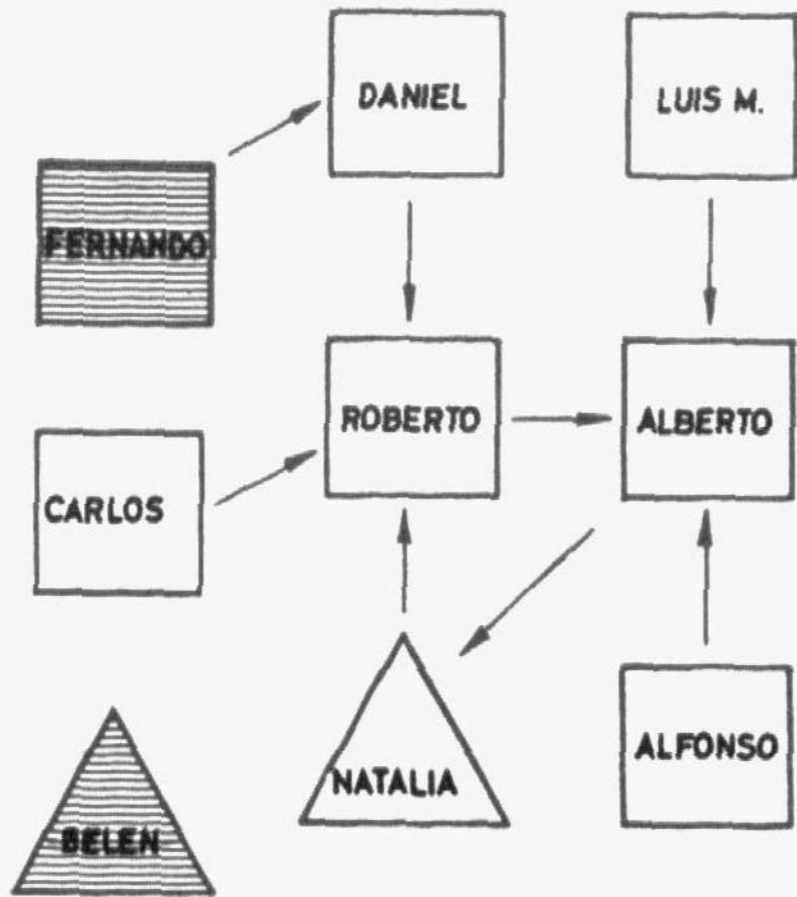 DANIEL
LUIS M.
FERNANDO
ROBERTO
ALBERTO
CARLOS
NATALIA
ALFONSO
BELEN